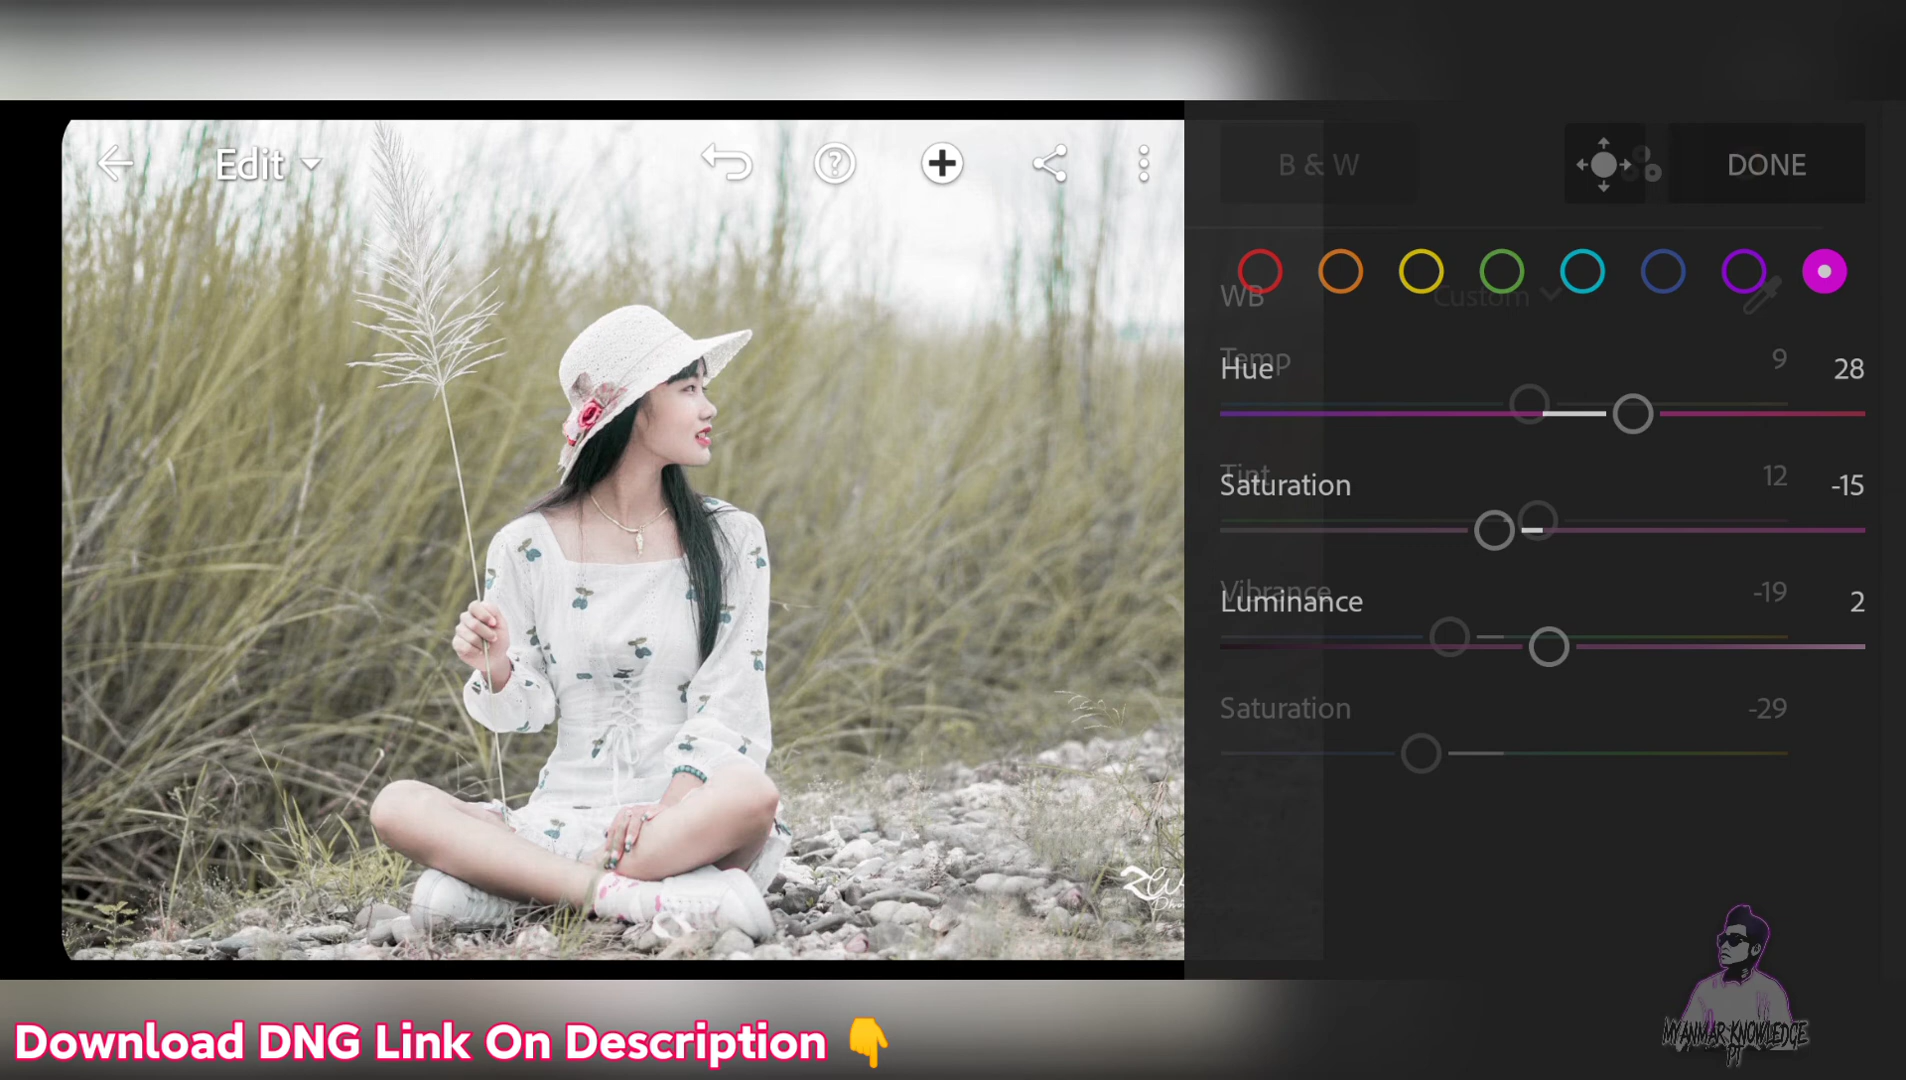 Edit
B & W
DONE
WB
Custom
Temp
9
Hue
28
Tint
12
Saturation
-15
Vibrance
-19
Luminance
2
Saturation
-29
Download DNG Link On Description 👇
MYANMAR KNOWLEDGE